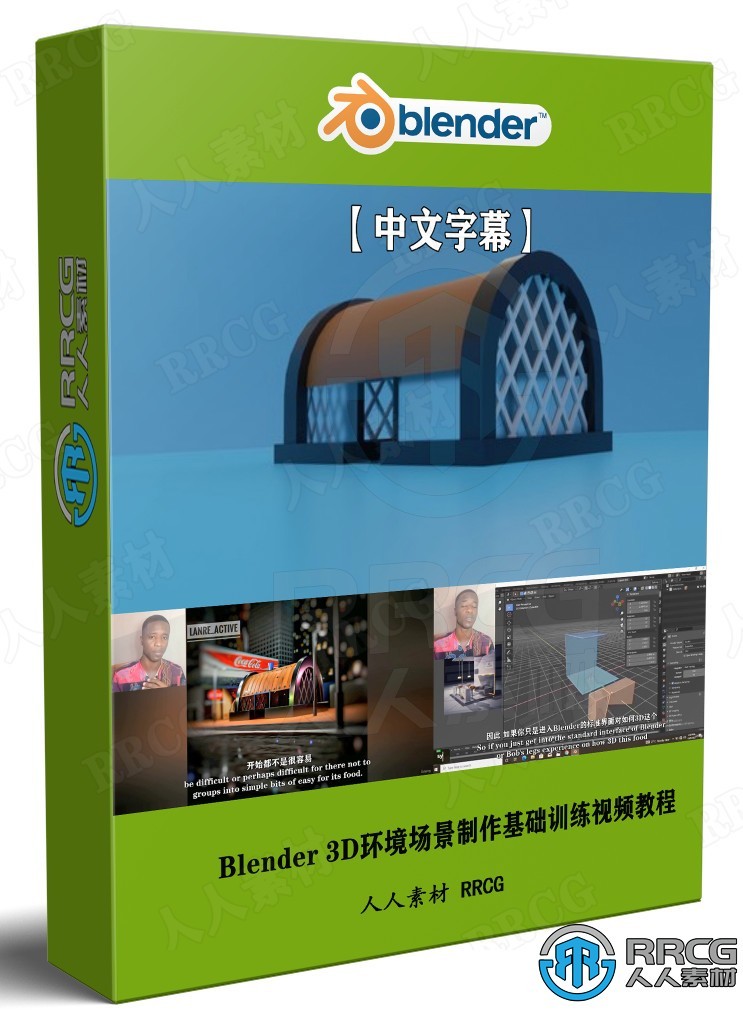 blender™
【中文字幕】
RRCG
人人素材
LANRE_ACTIVE
Coca-Cola
开始都不是很容易
be difficult or perhaps difficult for there not to
groups into simple bits of easy for its food.
因此 如果你只是进入Blender的标准界面对如何3D这个
So if you just get into the standard interface of Blender
or Bob's legs experience on how 3D this food
Blender 3D环境场景制作基础训练视频教程
人人素材 RRCG
RRCG
人人素材